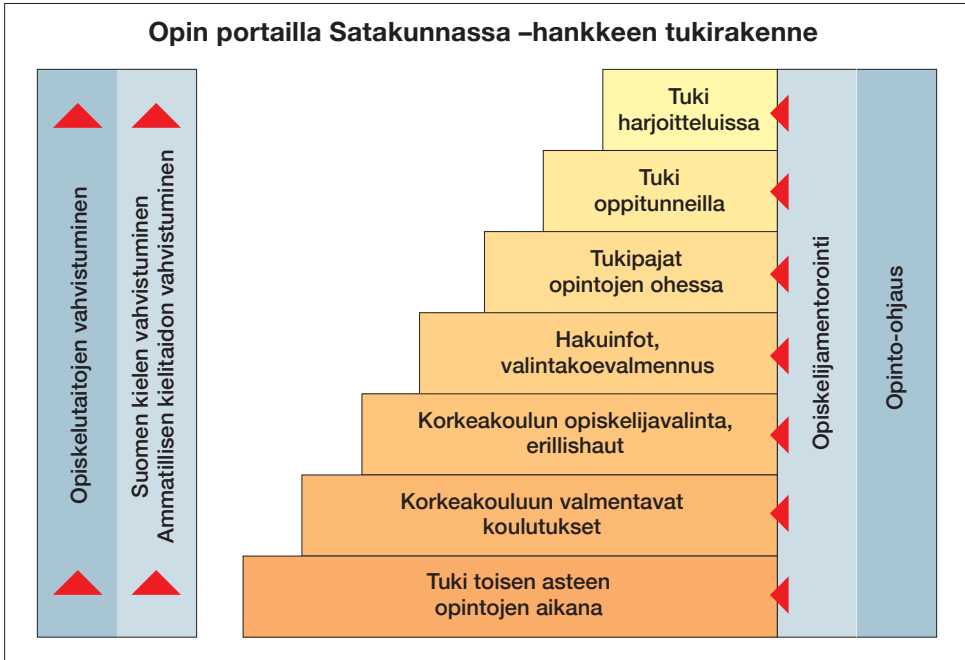 Opin portailla Satakunnassa –hankkeen tukirakenne
Opiskelutaitojen vahvistuminen
Suomen kielen vahvistuminen
Ammatillisen kielitaidon vahvistuminen
Tuki
harjoitteluissa
Tuki
oppitunneilla
Tukipajat
opintojen ohessa
Hakuinfot,
valintakoevalmennus
Korkeakoulun opiskelijavalinta,
erillishaut
Korkeakouluun valmentavat
koulutukset
Tuki toisen asteen
opintojen aikana
Opiskelijamentorointi
Opinto-ohjaus